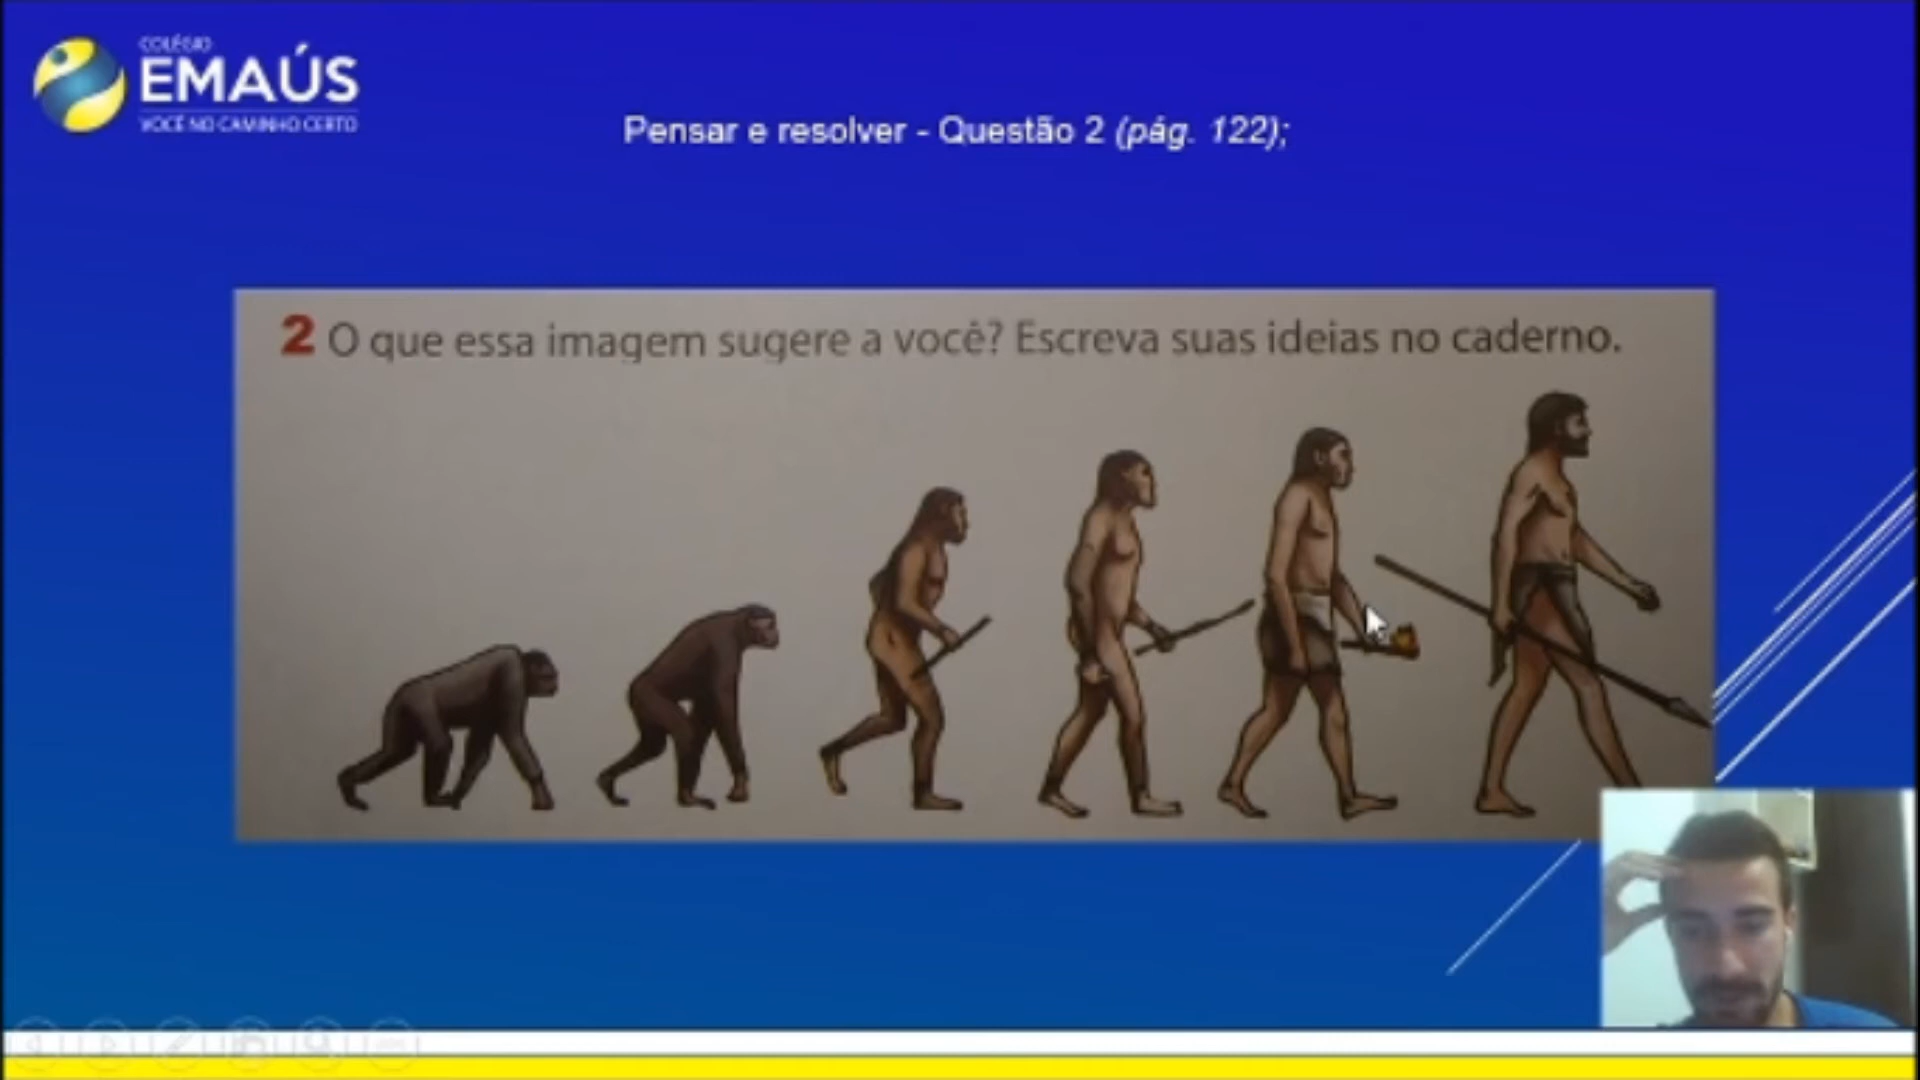 COLÉGIO
EMAÚS
VOCÊ NO CAMINHO CERTO
Pensar e resolver - Questão 2 (pág. 122);
2 O que essa imagem sugere a você? Escreva suas ideias no caderno.